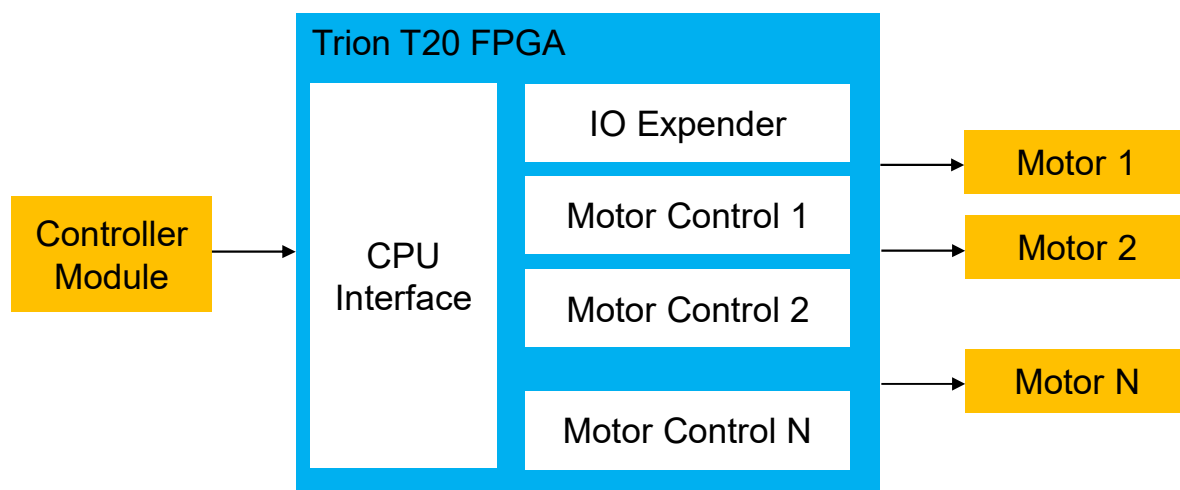 Trion T20 FPGA
Controller
Module
CPU
Interface
IO Expender
Motor Control 1
Motor Control 2
Motor Control N
Motor 1
Motor 2
Motor N